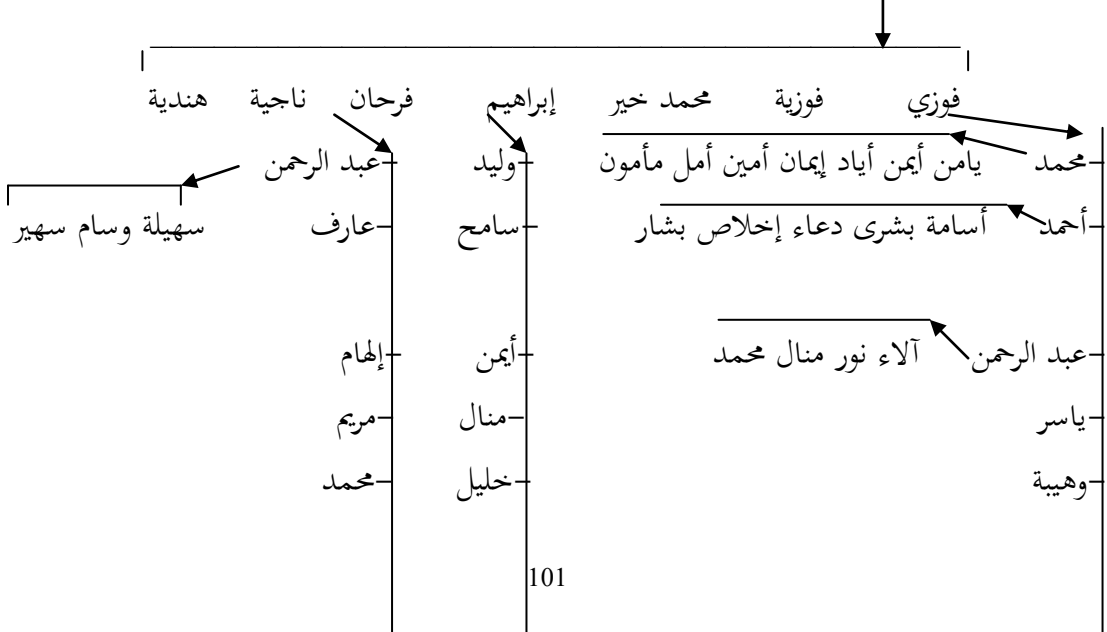 فوزي فوزية محمد خير إبراهيم فرحان ناجية هندية
محمد يامن أيمن أياد إيمان أمين أمل مأمون وليد عبد الرحمن
أحمد أسامة بشرى دعاء إخلاص بشار سامح عارف سهيلة وسام سهير
عبد الرحمن آلاء نور منال محمد أيمن إلهام
ياسر منال مريم
وهيبة خليل محمد
101